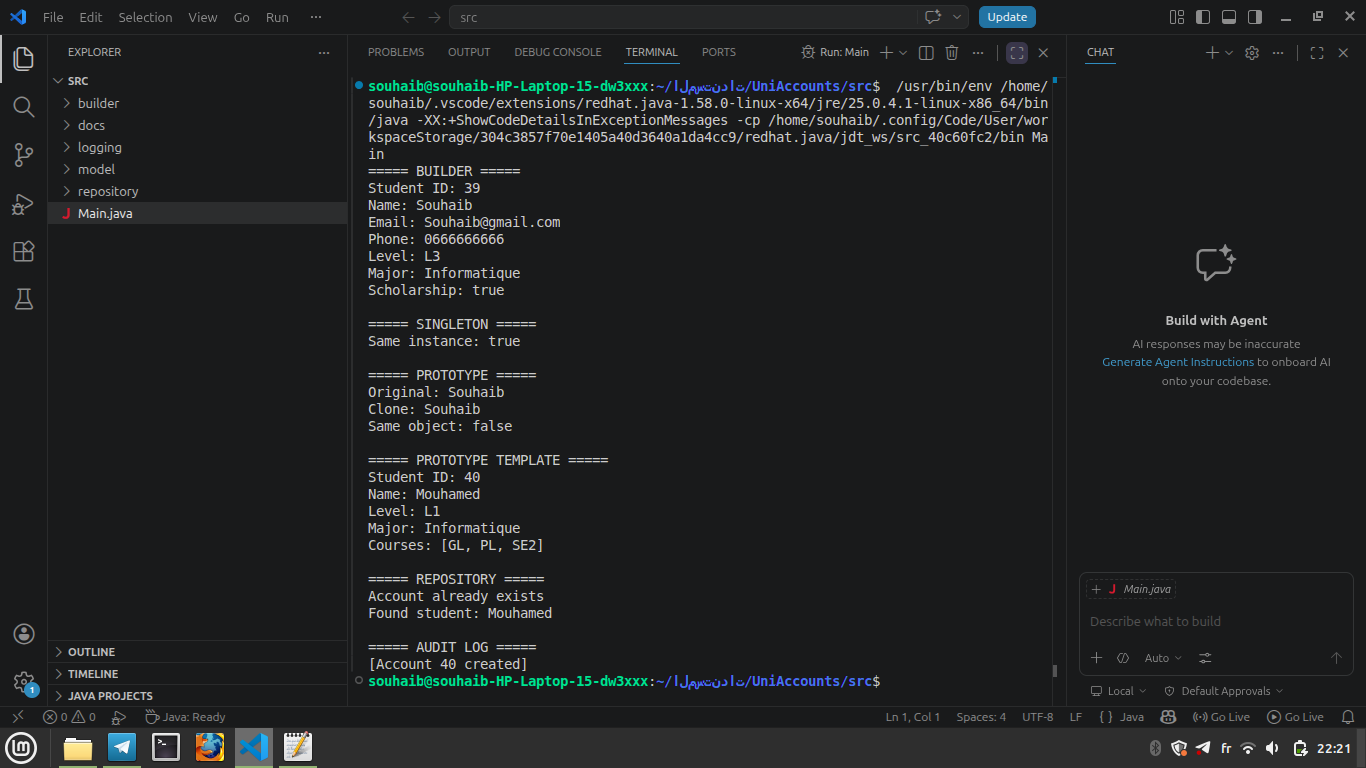 File Edit Selection View Go Run ···
src
Update
EXPLORER
SRC
builder
docs
logging
model
repository
Main.java
OUTLINE
TIMELINE
JAVA PROJECTS
PROBLEMS OUTPUT DEBUG CONSOLE TERMINAL PORTS
Run: Main
souhaib@souhaib-HP-Laptop-15-dw3xxx:~/المستندات/UniAccounts/src$ /usr/bin/env /home/
souhaib/.vscode/extensions/redhat.java-1.58.0-linux-x64/jre/25.0.4.1-linux-x86_64/bin
/java -XX:+ShowCodeDetailsInExceptionMessages -cp /home/souhaib/.config/Code/User/wor
kspaceStorage/304c3857f70e1405a40d3640a1da4cc9/redhat.java/jdt_ws/src_40c60fc2/bin Ma
in
===== BUILDER =====
Student ID: 39
Name: Souhaib
Email: Souhaib@gmail.com
Phone: 0666666666
Level: L3
Major: Informatique
Scholarship: true
===== SINGLETON =====
Same instance: true
===== PROTOTYPE =====
Original: Souhaib
Clone: Souhaib
Same object: false
===== PROTOTYPE TEMPLATE =====
Student ID: 40
Name: Mouhamed
Level: L1
Major: Informatique
Courses: [GL, PL, SE2]
===== REPOSITORY =====
Account already exists
Found student: Mouhamed
===== AUDIT LOG =====
[Account 40 created]
souhaib@souhaib-HP-Laptop-15-dw3xxx:~/المستندات/UniAccounts/src$
CHAT
Build with Agent
AI responses may be inaccurate
Generate Agent Instructions to onboard AI
onto your codebase.
Main.java
Describe what to build
Auto
Local Default Approvals
1
0 0 Java: Ready
Ln 1, Col 1 Spaces: 4 UTF-8 LF { } Java Go Live Go Live
fr 22:21